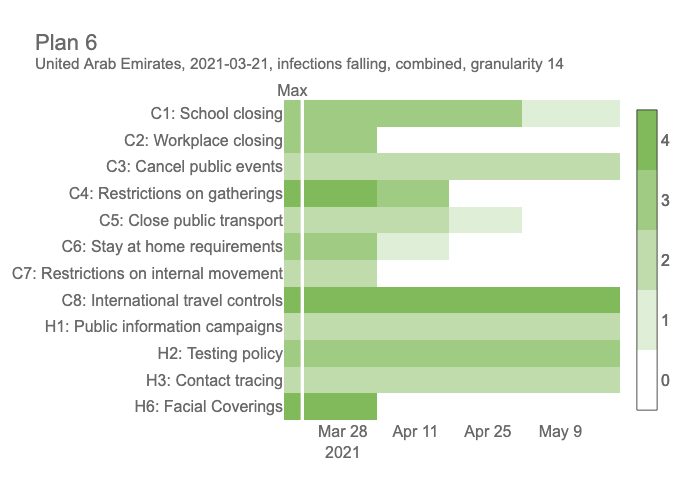 Plan 6
United Arab Emirates, 2021-03-21, infections falling, combined, granularity 14
Max
C1: School closing
C2: Workplace closing
C3: Cancel public events
C4: Restrictions on gatherings
C5: Close public transport
C6: Stay at home requirements
C7: Restrictions on internal movement
C8: International travel controls
H1: Public information campaigns
H2: Testing policy
H3: Contact tracing
H6: Facial Coverings
Mar 28 Apr 11 Apr 25 May 9
2021
4
3
2
1
0